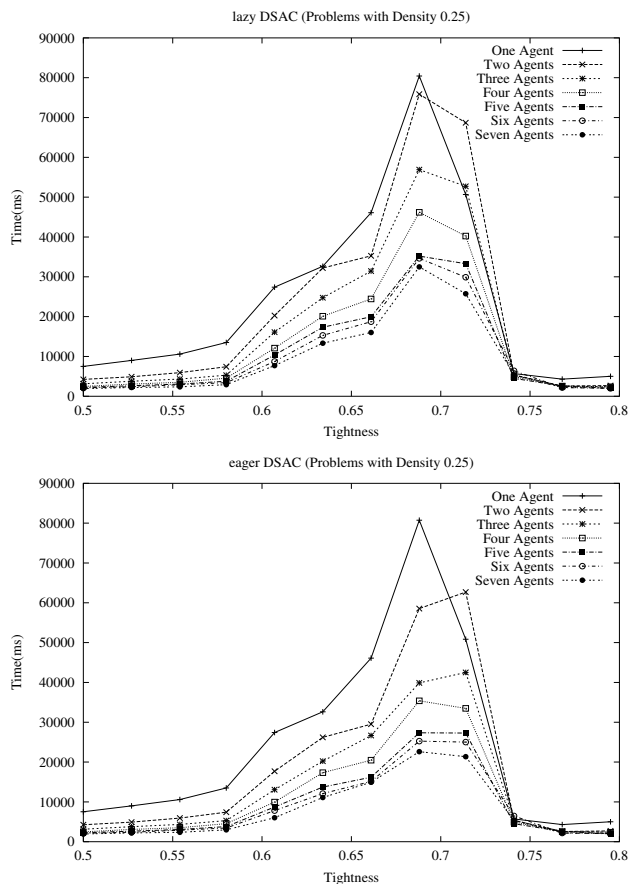 lazy DSAC (Problems with Density 0.25)
90000
80000
70000
60000
50000
40000
30000
20000
10000
0
Time(ms)
One Agent
Two Agents
Three Agents
Four Agents
Five Agents
Six Agents
Seven Agents
0.5 0.55 0.6 0.65 0.7 0.75 0.8
Tightness
eager DSAC (Problems with Density 0.25)
90000
80000
70000
60000
50000
40000
30000
20000
10000
0
Time(ms)
One Agent
Two Agents
Three Agents
Four Agents
Five Agents
Six Agents
Seven Agents
0.5 0.55 0.6 0.65 0.7 0.75 0.8
Tightness